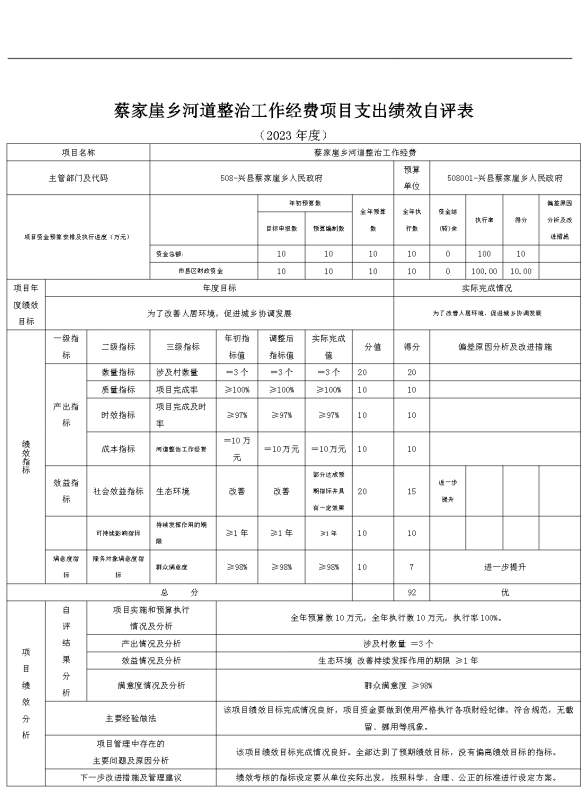 蔡家崖乡河道整治工作经费项目支出绩效自评表
（2023 年度）
项目名称 蔡家崖乡河道整治工作经费
主管部门及代码 508-兴县蔡家崖乡人民政府 预算单位 508001-兴县蔡家崖乡人民政府
项目资金预算安排及执行进度（万元） 年初预算数 全年预算数 全年执行数 资金结(转)余 执行率 得分 偏差原因分析及改进措施
目标申报数 预算编制数
资金总额: 10 10 10 10 0 100 10
市县区财政资金 10 10 10 10 0 100.00 10.00
项目年度绩效目标 年度目标 实际完成情况
为了改善人居环境，促进城乡协调发展 为了改善人居环境，促进城乡协调发展
绩效指标 一级指标 二级指标 三级指标 年初指标值 调整后指标值 实际完成值 分值 得分 偏差原因分析及改进措施
产出指标 数量指标 涉及村数量 ＝3 个 ＝3 个 ＝3 个 20 20
质量指标 项目完成率 ≥100% ≥100% ≥100% 10 10
时效指标 项目完成及时率 ≥97% ≥97% ≥97% 10 10
成本指标 河道整治工作经费 ＝10 万元 ＝10万元 ＝10万元 10 10
效益指标 社会效益指标 生态环境 改善 改善 部分达成预期指标并具有一定效果 20 15 进一步提升
可持续影响指标 持续发挥作用的期限 ≥1 年 ≥1 年 ≥1 年 10 10
满意度指标 服务对象满意度指标 群众满意度 ≥98% ≥98% ≥98% 10 7 进一步提升
总 分 92 优
项目绩效分析 自评结果分析 项目实施和预算执行情况及分析 全年预算数 10 万元，全年执行数 10 万元，执行率 100%。
产出情况及分析 涉及村数量 ＝3 个
效益情况及分析 生态环境 改善持续发挥作用的期限 ≥1 年
满意度情况及分析 群众满意度 ≥98%
主要经验做法 该项目绩效目标完成情况良好，项目资金要做到使用严格执行各项财经纪律，符合规范，无截留、挪用等现象。
项目管理中存在的主要问题及原因分析 该项目绩效目标完成情况良好。全部达到了预期绩效目标，没有偏离绩效目标的指标。
下一步改进措施及管理建议 绩效考核的指标设定要从单位实际出发，按照科学、合理、公正的标准进行设定方案。